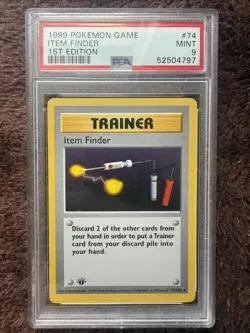 1999 POKEMON GAME #74
ITEM FINDER MINT
1ST EDITION 9
PSA 52504797
TRAINER
Item Finder
Discard 2 of the other cards from
your hand in order to put a Trainer
card from your discard pile into
your hand.